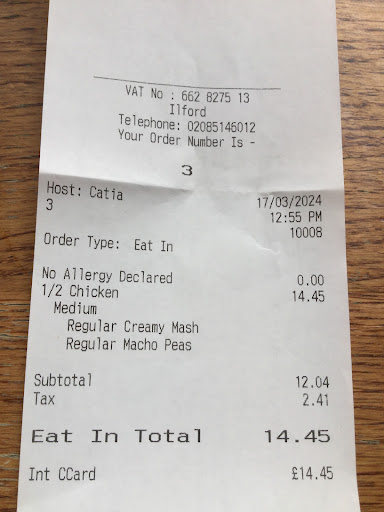 VAT No : 662 8275 13
Ilford
Telephone: 02085146012
Your Order Number Is -
3
Host: Catia 17/03/2024
3 12:55 PM
10008
Order Type: Eat In
No Allergy Declared 0.00
1/2 Chicken 14.45
Medium
Regular Creamy Mash
Regular Macho Peas
Subtotal 12.04
Tax 2.41
Eat In Total 14.45
Int CCard £14.45